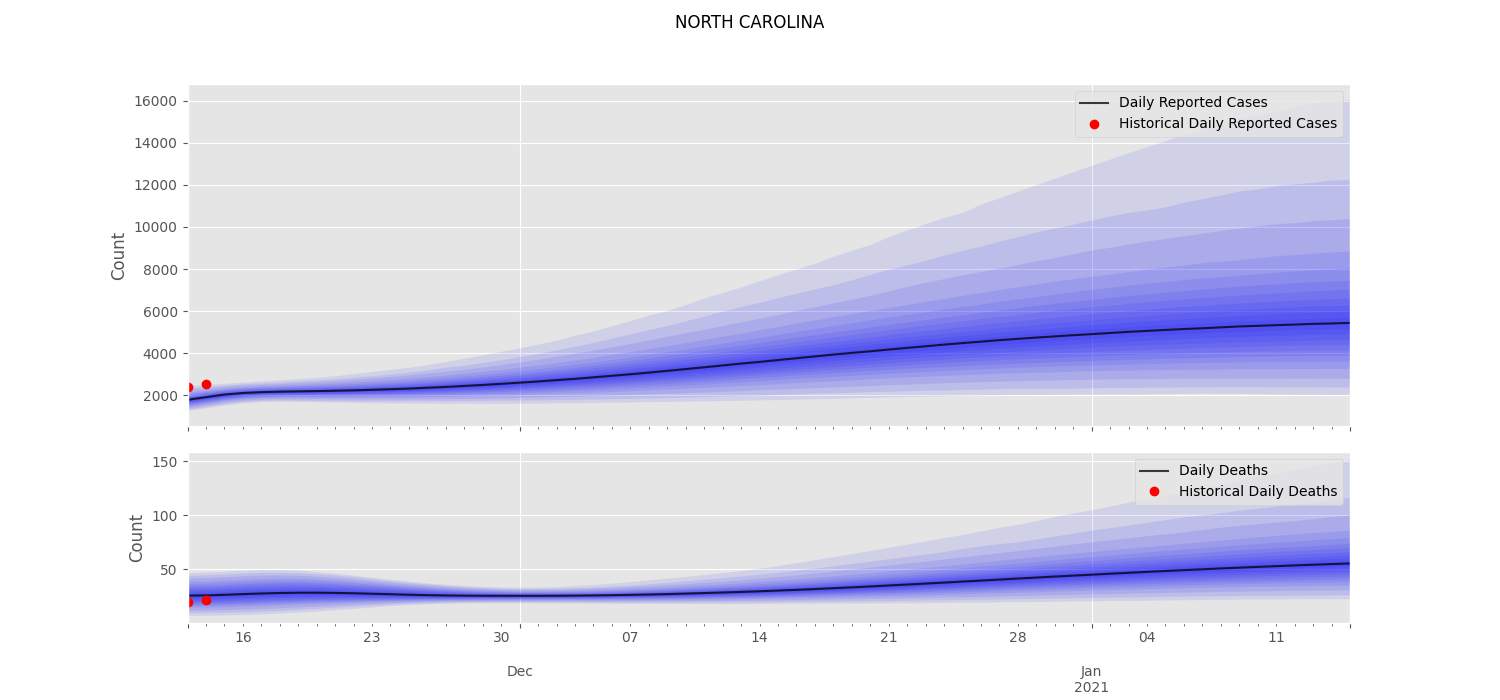 NORTH CAROLINA
16000
14000
12000
10000
8000
6000
4000
2000
Count
Daily Reported Cases
Historical Daily Reported Cases
150
100
50
Count
Daily Deaths
Historical Daily Deaths
16 23 30 07 14 21 28 04 11
Dec Jan
2021